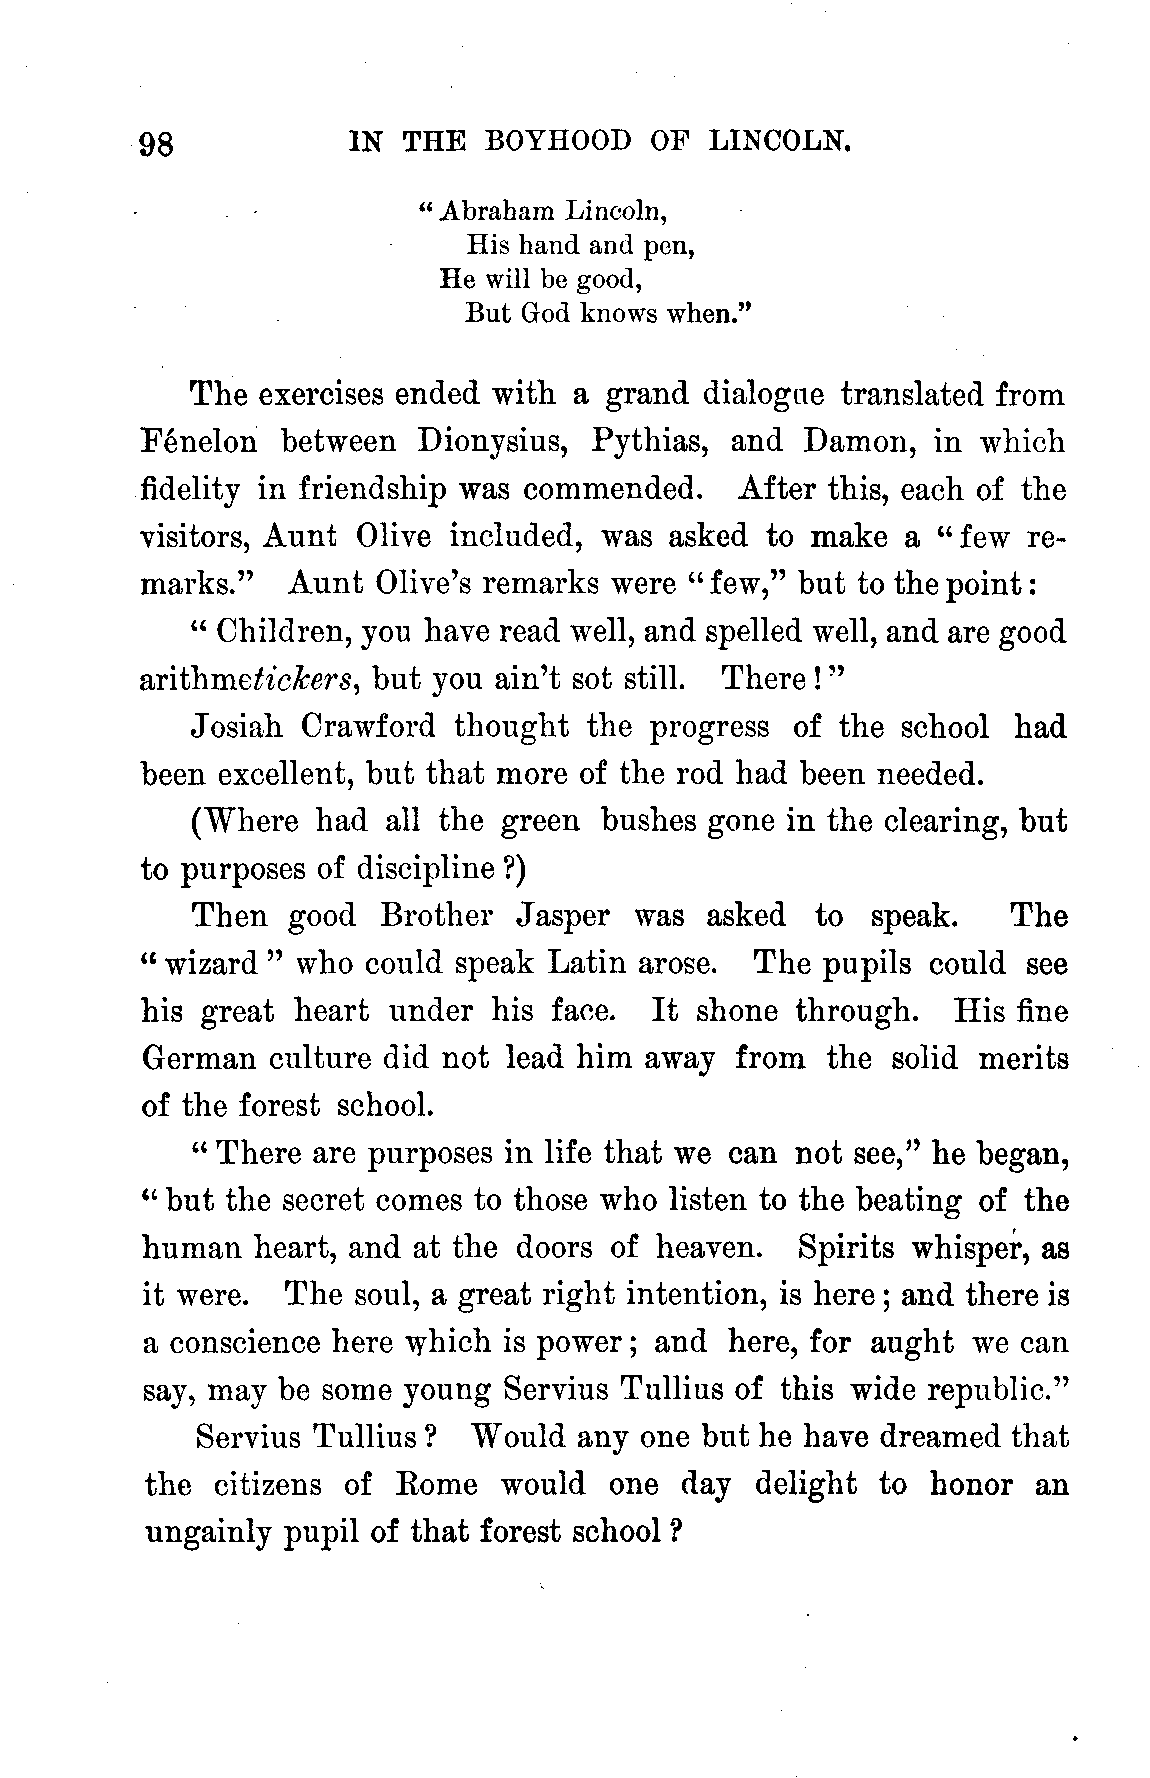 98 IN THE BOYHOOD OF LINCOLN.
“ Abraham Lincoln,
His hand and pen,
He will be good,
But God knows when.”
The exercises ended with a grand dialogue translated from
Fénelon between Dionysius, Pythias, and Damon, in which
fidelity in friendship was commended. After this, each of the
visitors, Aunt Olive included, was asked to make a “ few re-
marks.” Aunt Olive’s remarks were “ few,” but to the point :
“ Children, you have read well, and spelled well, and are good
arithmetickers, but you ain’t sot still. There ! ”
Josiah Crawford thought the progress of the school had
been excellent, but that more of the rod had been needed.
(Where had all the green bushes gone in the clearing, but
to purposes of discipline ?)
Then good Brother Jasper was asked to speak. The
“ wizard ” who could speak Latin arose. The pupils could see
his great heart under his face. It shone through. His fine
German culture did not lead him away from the solid merits
of the forest school.
“ There are purposes in life that we can not see,” he began,
“ but the secret comes to those who listen to the beating of the
human heart, and at the doors of heaven. Spirits whisper, as
it were. The soul, a great right intention, is here ; and there is
a conscience here which is power ; and here, for aught we can
say, may be some young Servius Tullius of this wide republic.”
Servius Tullius ? Would any one but he have dreamed that
the citizens of Rome would one day delight to honor an
ungainly pupil of that forest school ?